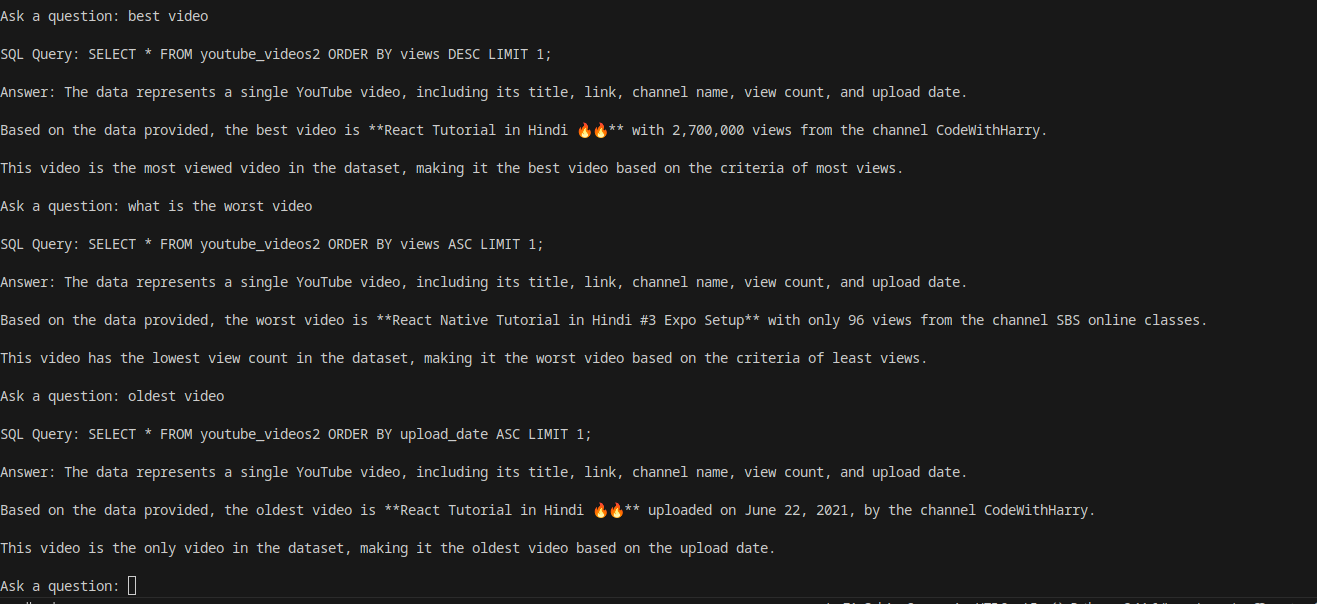 Ask a question: best video
SQL Query: SELECT * FROM youtube_videos2 ORDER BY views DESC LIMIT 1;
Answer: The data represents a single YouTube video, including its title, link, channel name, view count, and upload date.
Based on the data provided, the best video is **React Tutorial in Hindi 🔥🔥** with 2,700,000 views from the channel CodeWithHarry.
This video is the most viewed video in the dataset, making it the best video based on the criteria of most views.
Ask a question: what is the worst video
SQL Query: SELECT * FROM youtube_videos2 ORDER BY views ASC LIMIT 1;
Answer: The data represents a single YouTube video, including its title, link, channel name, view count, and upload date.
Based on the data provided, the worst video is **React Native Tutorial in Hindi #3 Expo Setup** with only 96 views from the channel SBS online classes.
This video has the lowest view count in the dataset, making it the worst video based on the criteria of least views.
Ask a question: oldest video
SQL Query: SELECT * FROM youtube_videos2 ORDER BY upload_date ASC LIMIT 1;
Answer: The data represents a single YouTube video, including its title, link, channel name, view count, and upload date.
Based on the data provided, the oldest video is **React Tutorial in Hindi 🔥🔥** uploaded on June 22, 2021, by the channel CodeWithHarry.
This video is the only video in the dataset, making it the oldest video based on the upload date.
Ask a question: